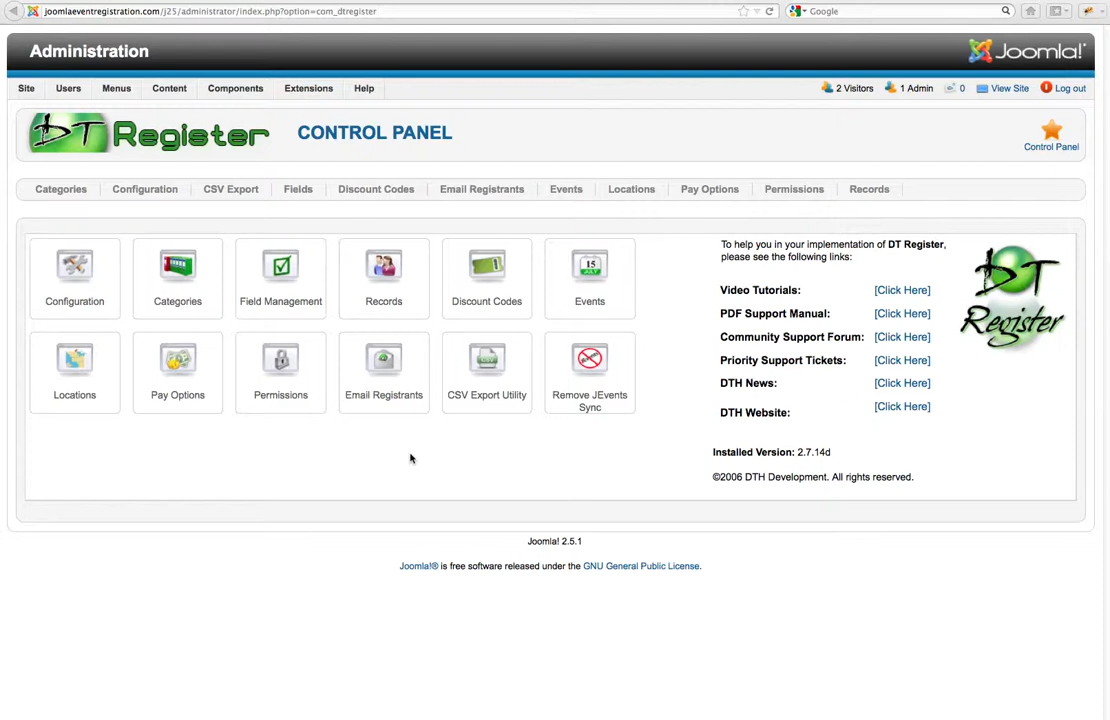 joomlaeventregistration.com/j25/administrator/index.php?option=com_dtregister
Google
Administration
Joomla!®
Site Users Menus Content Components Extensions Help
2 Visitors 1 Admin 0 View Site Log out
DT Register CONTROL PANEL
Control Panel
Categories Configuration CSV Export Fields Discount Codes Email Registrants Events Locations Pay Options Permissions Records
Configuration Categories Field Management Records Discount Codes Events
15
JULY
Locations Pay Options Permissions Email Registrants CSV Export Utility Remove JEvents
Sync
To help you in your implementation of DT Register,
please see the following links:
Video Tutorials: [Click Here]
PDF Support Manual: [Click Here]
Community Support Forum: [Click Here]
Priority Support Tickets: [Click Here]
DTH News: [Click Here]
DTH Website: [Click Here]
DT
Register
Installed Version: 2.7.14d
©2006 DTH Development. All rights reserved.
Joomla! 2.5.1
Joomla!® is free software released under the GNU General Public License.